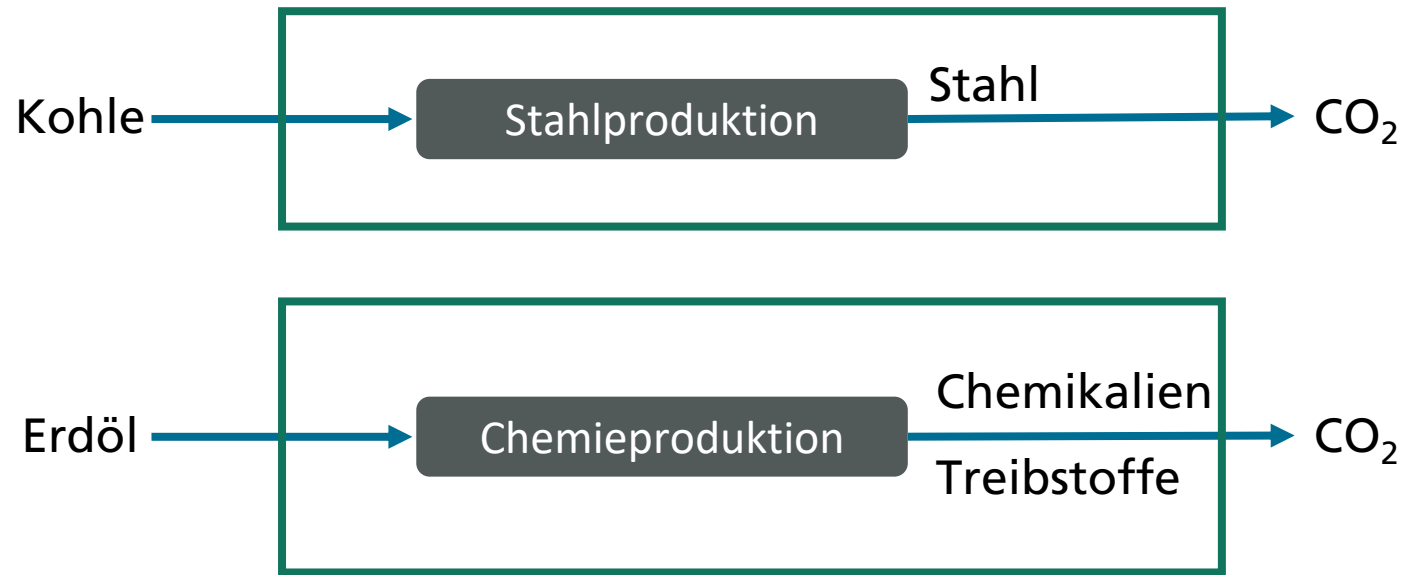 Kohle
Stahlproduktion
Stahl
CO₂
Erdöl
Chemieproduktion
Chemikalien
Treibstoffe
CO₂